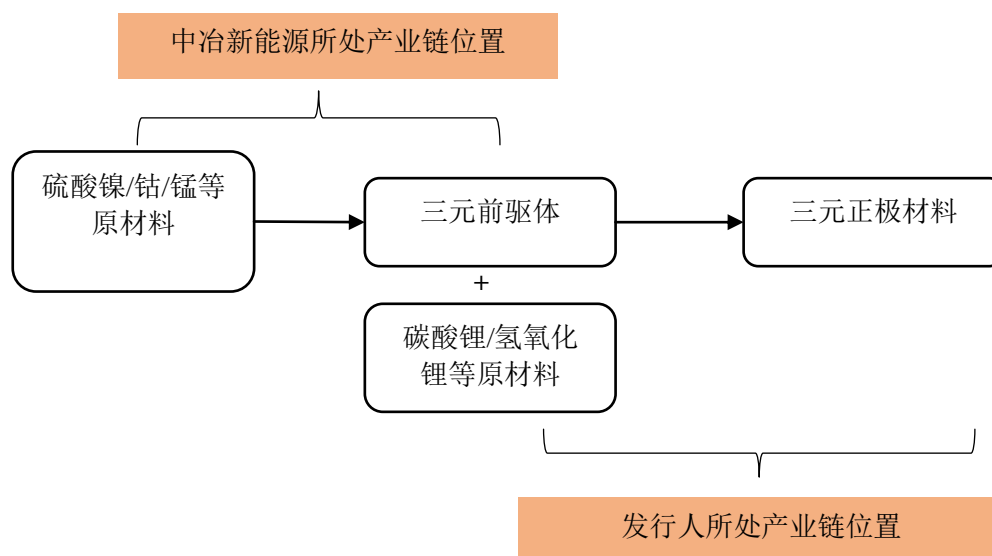 中冶新能源所处产业链位置
硫酸镍/钴/锰等
原材料
三元前驱体
三元正极材料
+
碳酸锂/氢氧化
锂等原材料
发行人所处产业链位置